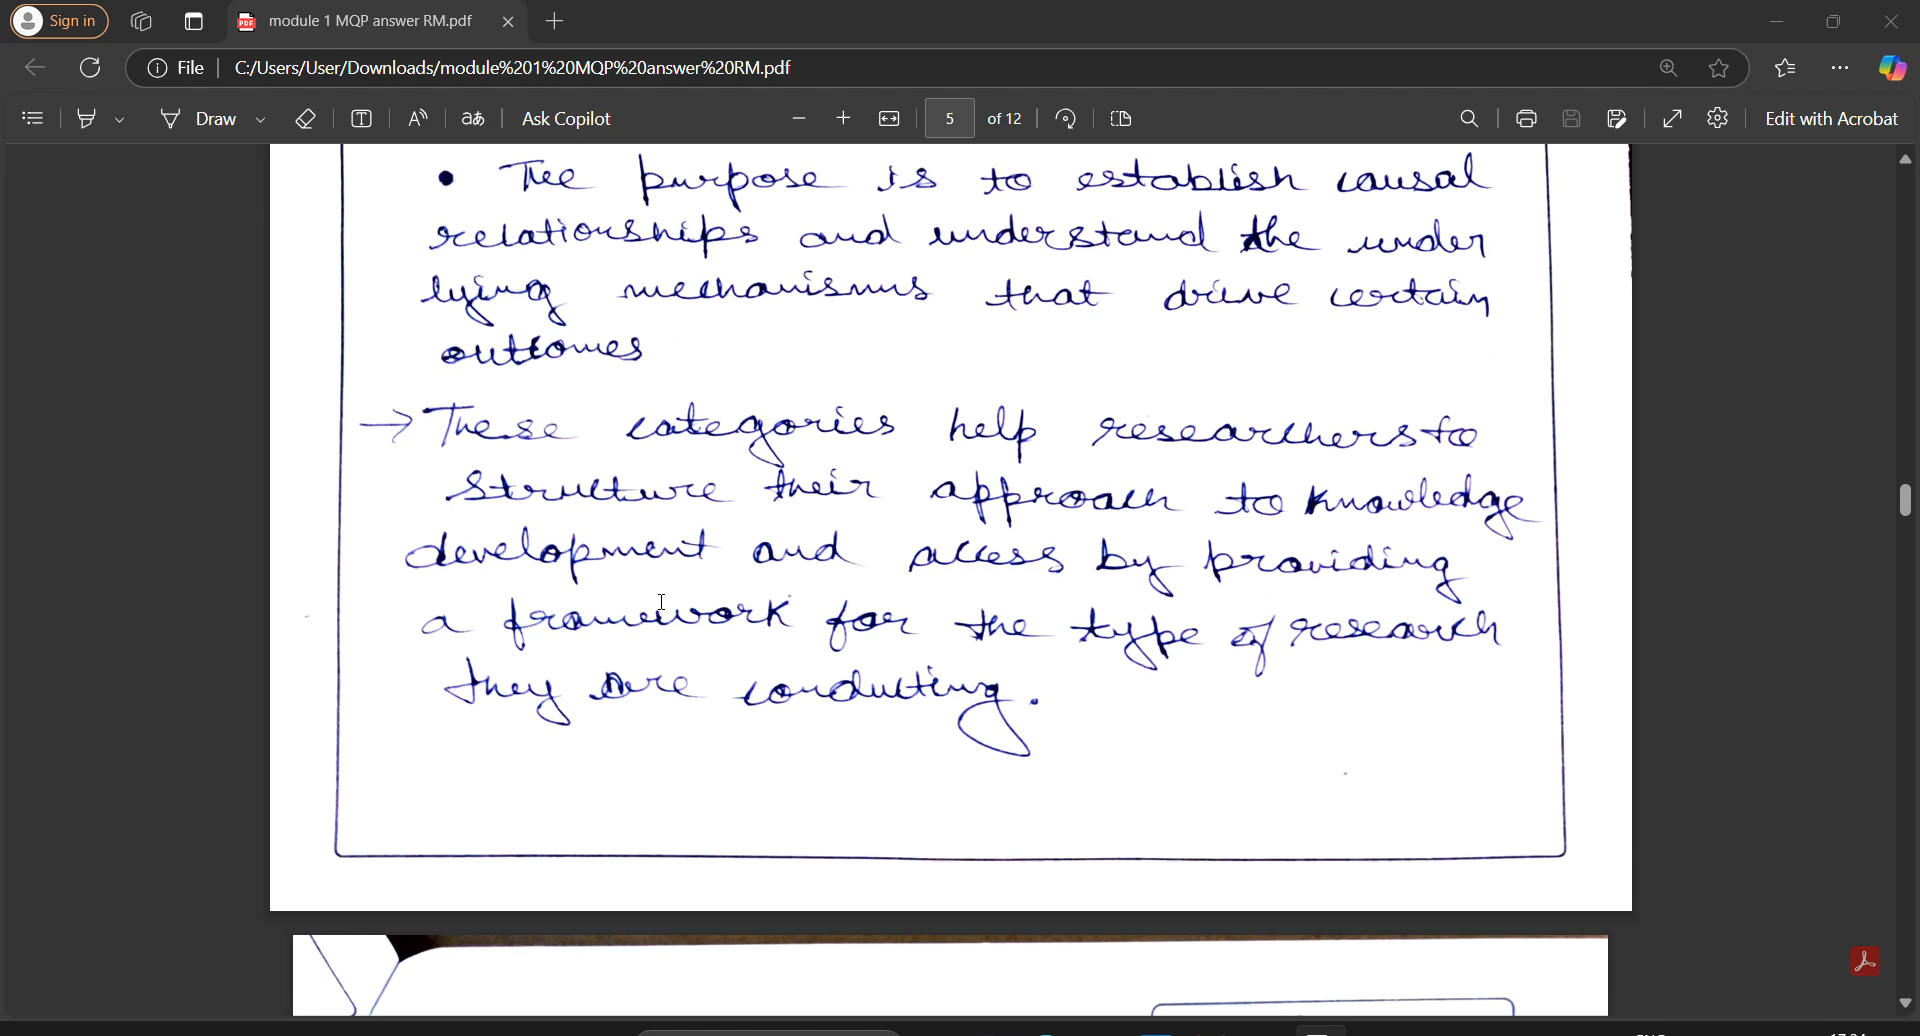 Sign in
module 1 MQP answer RM.pdf
File
C:/Users/User/Downloads/module%201%20MQP%20answer%20RM.pdf
Draw
Ask Copilot
5 of 12
Edit with Acrobat
• The purpose is to establish causal
relationships and understand the under
lying mechanisms that drive certain
outcomes
→ These categories help researchers to
structure their approach to knowledge
development and access by providing
a framework for the type of research
they are conducting.